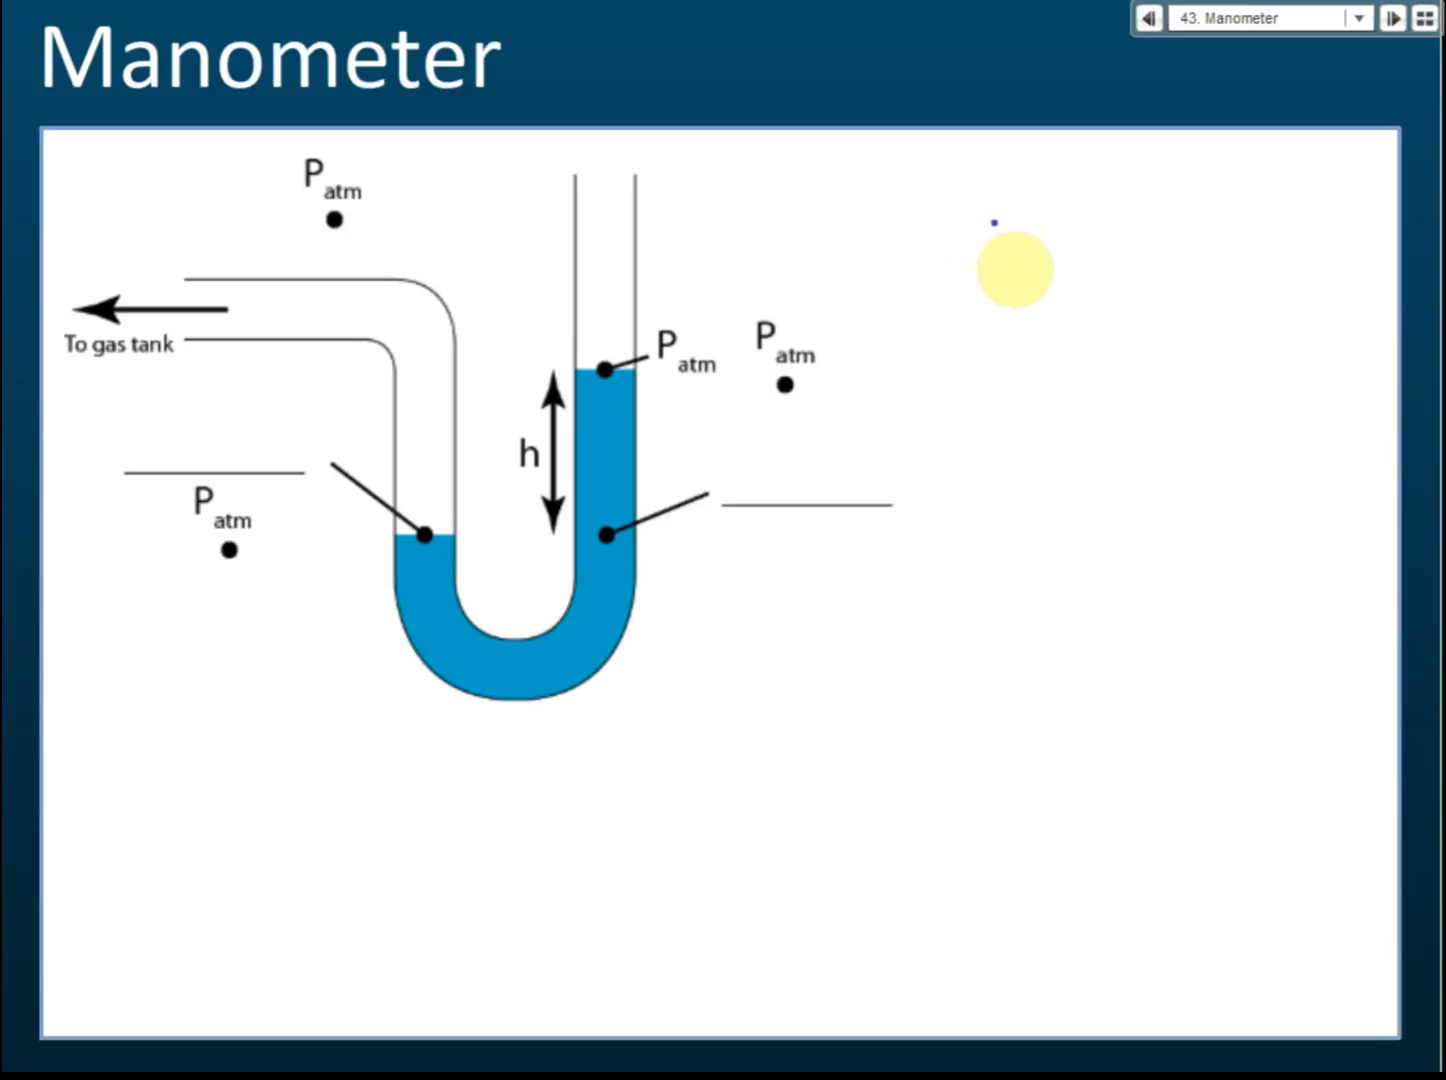 43. Manometer
Manometer
P atm
To gas tank
P atm
P atm
h
P atm